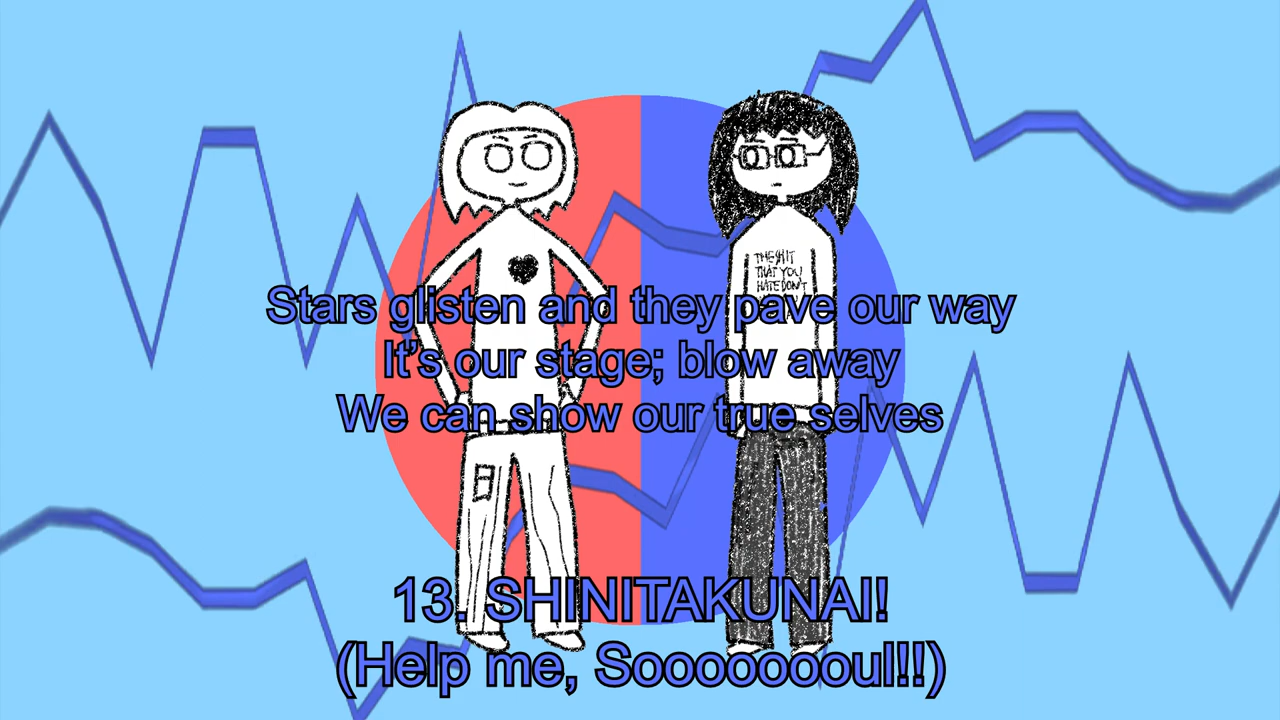 THE SHIT
THAT YOU
HATE DON'T
Stars glisten and they pave our way
It's our stage; blow away
We can show our true selves
13. SHINITAKUNAI!
(Help me, Sooooooooul!!)